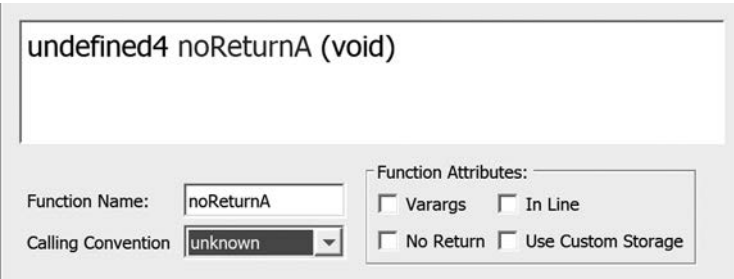 undefined4 noReturnA (void)
Function Attributes:
Function Name: noReturnA
Varargs In Line
Calling Convention unknown
No Return Use Custom Storage